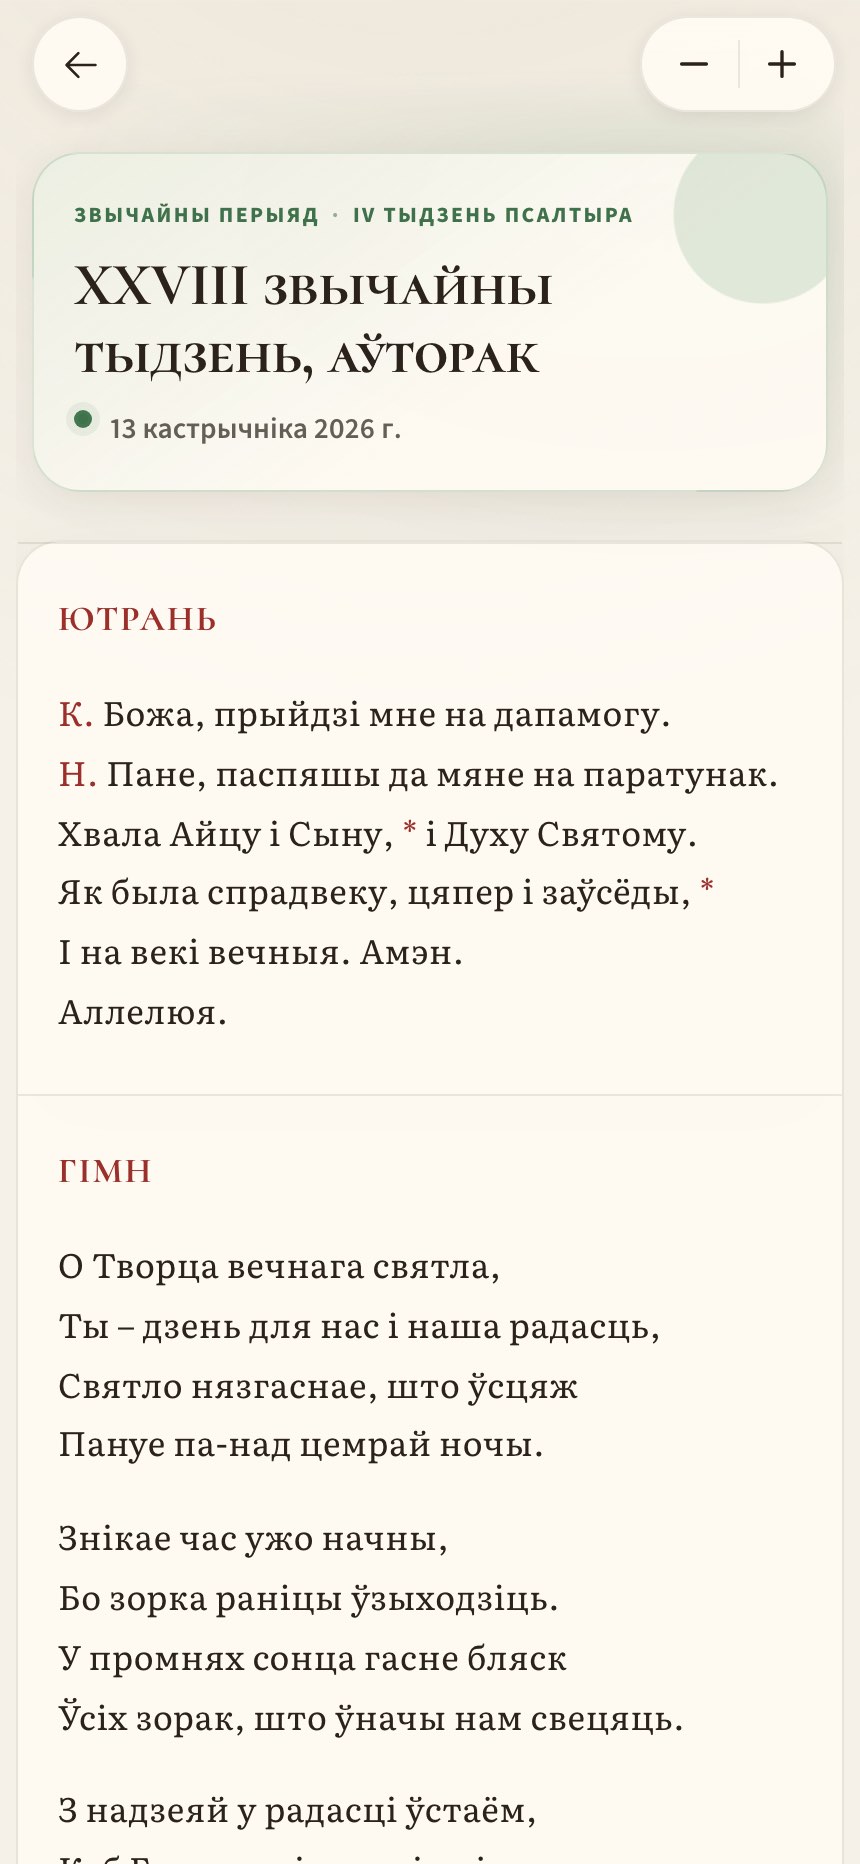 ЗВЫЧАЙНЫ ПЕРЫЯД · IV ТЫДЗЕНЬ ПСАЛТЫРА
XXVIII ЗВЫЧАЙНЫ
ТЫДЗЕНЬ, АЎТОРАК
13 кастрычніка 2026 г.
ЮТРАНЬ
К. Божа, прыйдзі мне на дапамогу.
Н. Пане, паспяшы да мяне на паратунак.
Хвала Айцу і Сыну, * і Духу Святому.
Як была спрадвеку, цяпер і заўсёды, *
І на векі вечныя. Амэн.
Аллелюя.
ГІМН
О Творца вечнага святла,
Ты – дзень для нас і наша радасць,
Святло нязгаснае, што ўсцяж
Пануе па-над цемрай ночы.
Знікае час ужо начны,
Бо зорка раніцы ўзыходзіць.
У промнях сонца гасне бляск
Ўсіх зорак, што ўначы нам свецяць.
З надзеяй у радасці ўстаём,